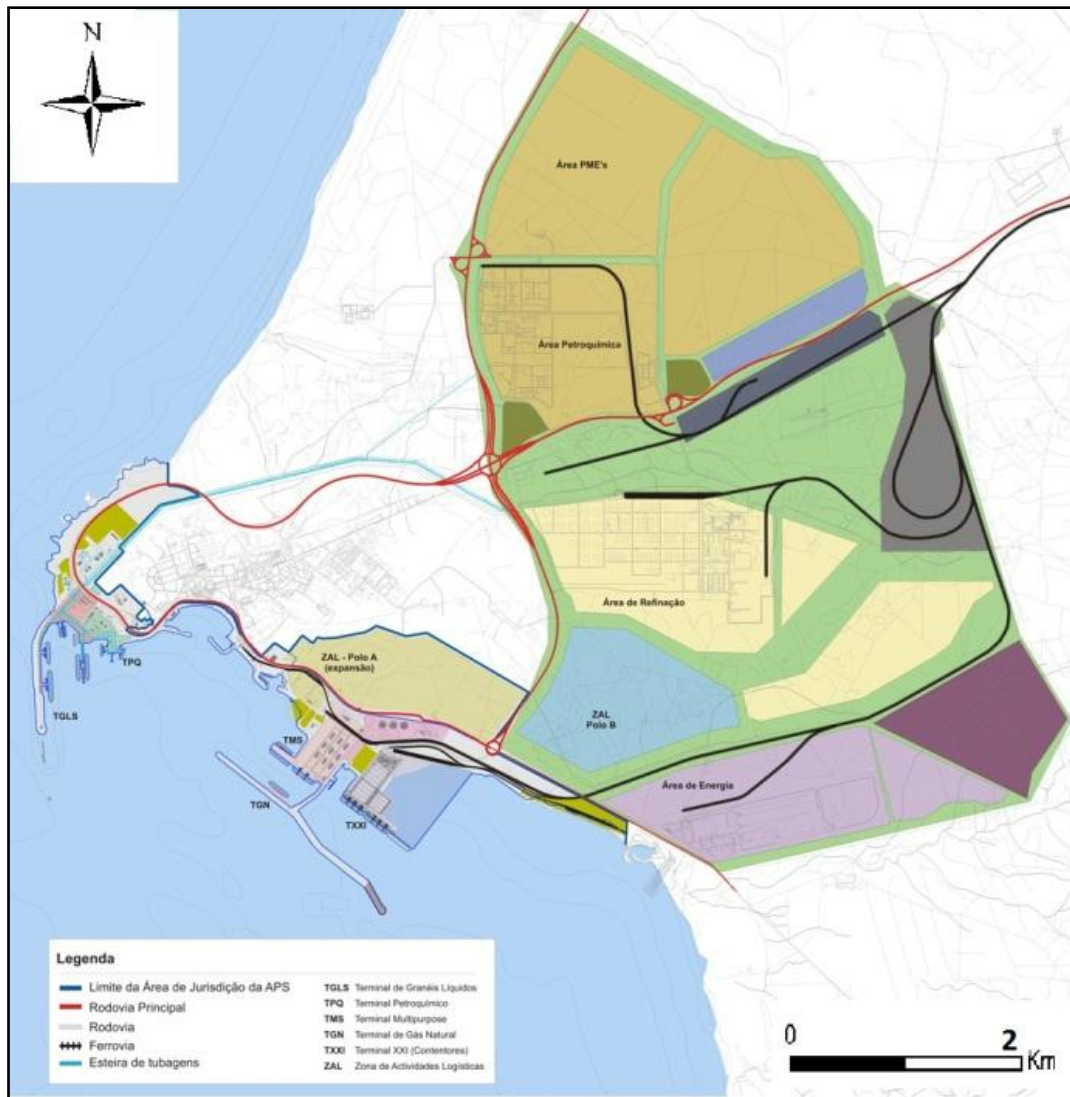 N
Área PME's
Área Petroquímica
Área de Refinação
ZAL - Polo A
(expansão)
TPQ
TGLS
ZAL
Polo B
TMS
Área de Energia
TGN
TXXI
Legenda
Limite da Área de Jurisdição da APS
Rodovia Principal
Rodovia
Ferrovia
Esteira de tubagens
TGLS Terminal de Granéis Líquidos
TPQ Terminal Petroquímico
TMS Terminal Multipurpose
TGN Terminal de Gás Natural
TXXI Terminal XXI (Contentores)
ZAL Zona de Actividades Logísticas
0 2
Km